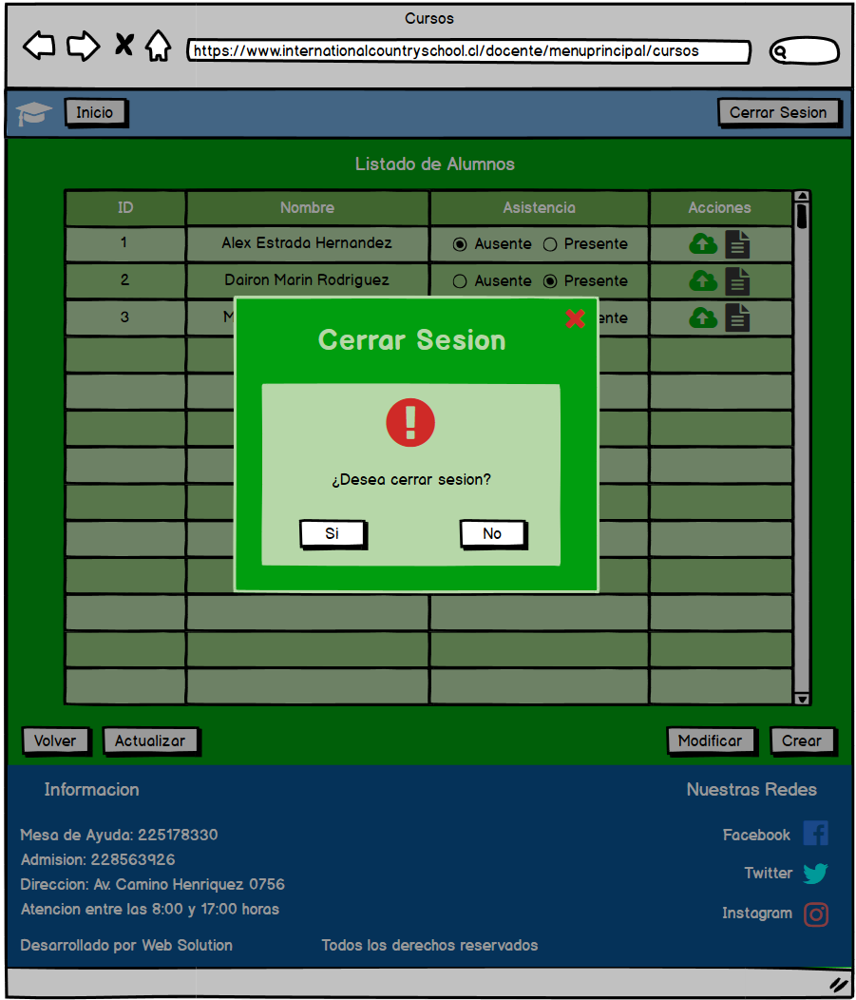 Cursos
https://www.internationalcountryschool.cl/docente/menuprincipal/cursos
Inicio
Cerrar Sesion
Listado de Alumnos
ID Nombre Asistencia Acciones
1 Alex Estrada Hernandez Ausente Presente
2 Dairon Marin Rodriguez Ausente Presente
3 M ente
Cerrar Sesion
¿Desea cerrar sesion?
Si No
Volver Actualizar Modificar Crear
Informacion Nuestras Redes
Mesa de Ayuda: 225178330 Facebook
Admision: 228563926
Direccion: Av. Camino Henriquez 0756 Twitter
Atencion entre las 8:00 y 17:00 horas Instagram
Desarrollado por Web Solution Todos los derechos reservados